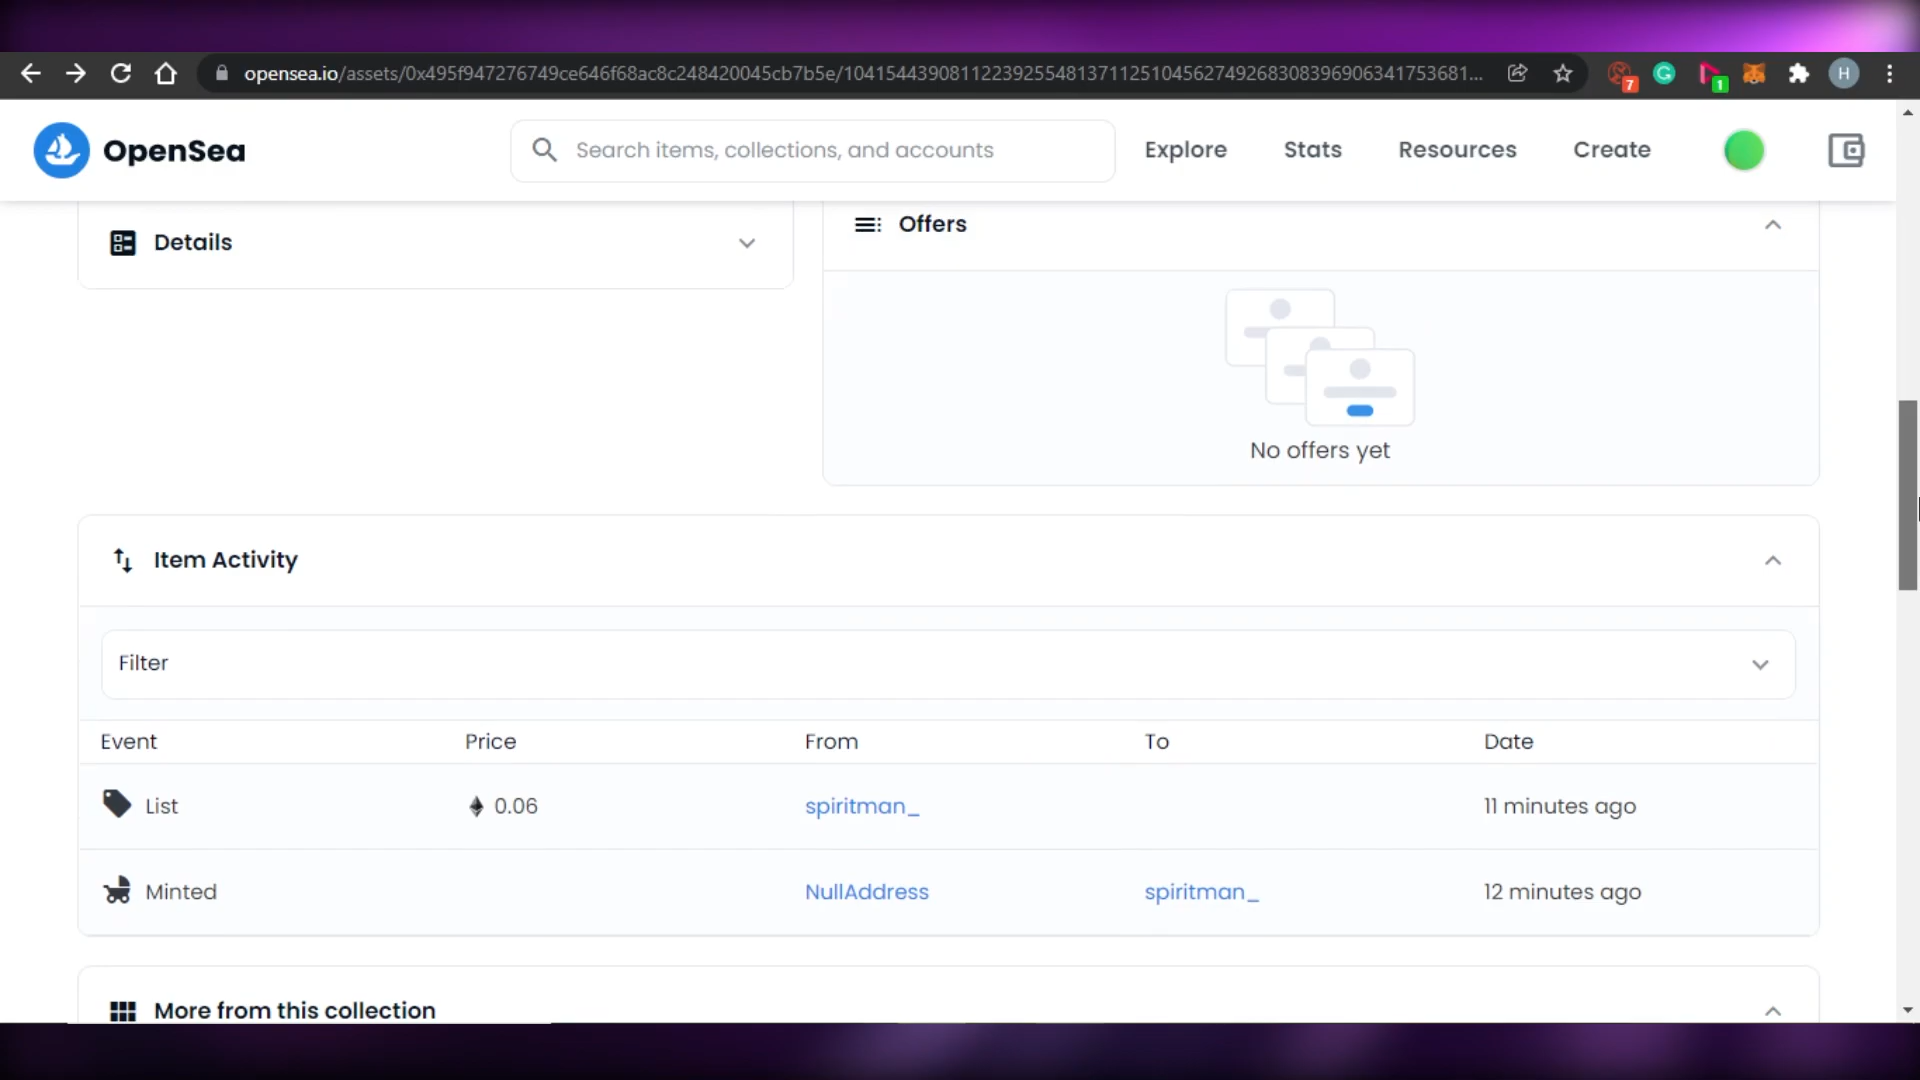 opensea.io/assets/0x495f947276749ce646f68ac8c248420045cb7b5e/10415443908112239255481371125104562749268308396906341753681...
7
1
H
OpenSea
Search items, collections, and accounts
Explore
Stats
Resources
Create
Details
Offers
No offers yet
Item Activity
Filter
Event Price From To Date
List 0.06 spiritman_ 11 minutes ago
Minted NullAddress spiritman_ 12 minutes ago
More from this collection